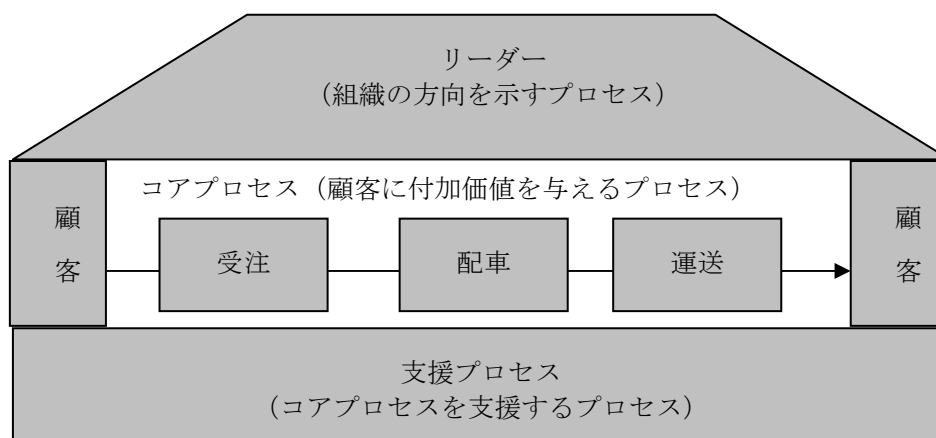 リーダー
(組織の方向を示すプロセス)
コアプロセス(顧客に付加価値を与えるプロセス)
顧客
受注
配車
運送
顧客
支援プロセス
(コアプロセスを支援するプロセス)